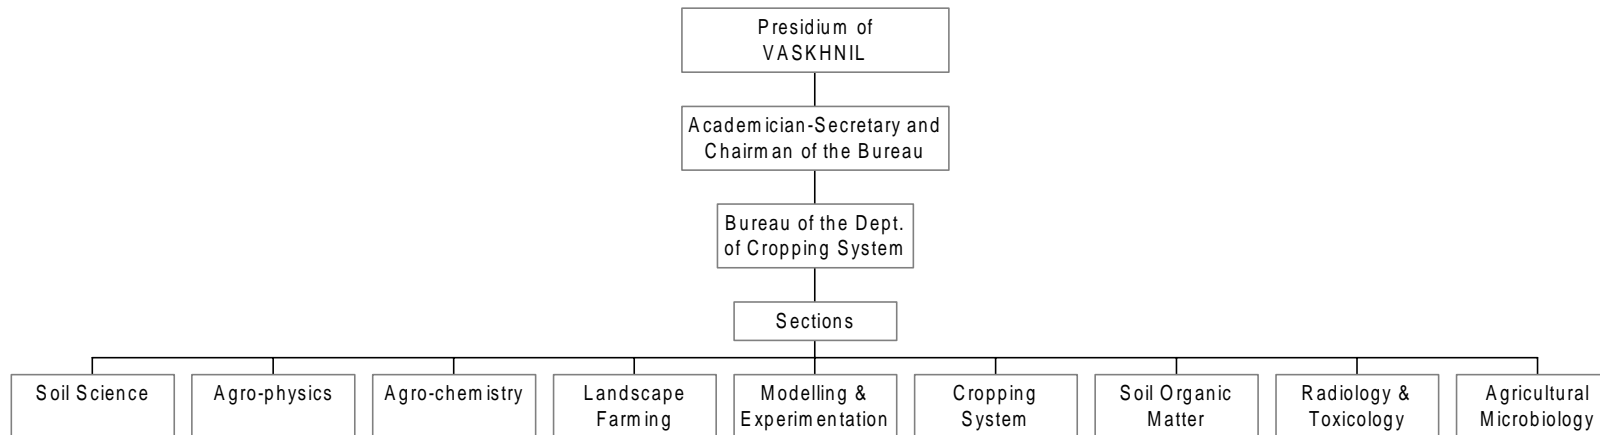 Presidium of
VASKHNIL
Academician-Secretary and
Chairman of the Bureau
Bureau of the Dept.
of Cropping System
Sections
Soil Science
Agro-physics
Agro-chemistry
Landscape
Farming
Modelling &
Experimentation
Cropping
System
Soil Organic
Matter
Radiology &
Toxicology
Agricultural
Microbiology